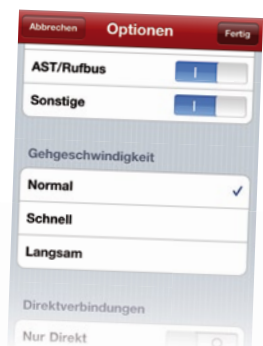 Abbrechen Optionen Fertig
AST/Rufbus
Sonstige
Gehgeschwindigkeit
Normal
Schnell
Langsam
Direktverbindungen
Nur Direkt